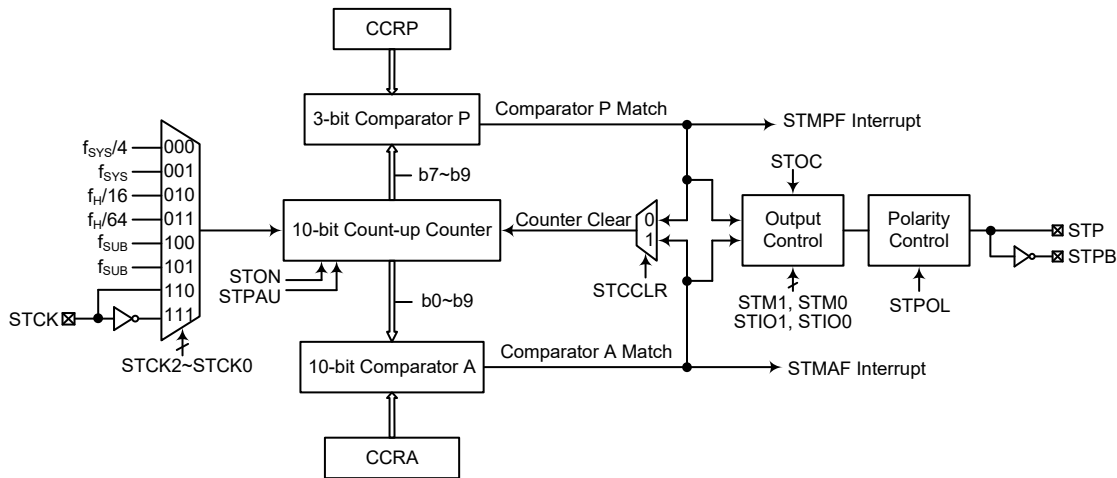 CCRP
3-bit Comparator P
Comparator P Match
STMPF Interrupt
b7~b9
fSYS/4
000
fSYS
001
fH/16
010
fH/64
011
fSUB
100
fSUB
101
110
111
STCK
STCK2~STCK0
10-bit Count-up Counter
STON
STPAU
Counter Clear
0
1
STCCLR
STOC
Output
Control
STM1, STM0
STIO1, STIO0
Polarity
Control
STPOL
STP
STPB
b0~b9
10-bit Comparator A
Comparator A Match
STMAF Interrupt
CCRA